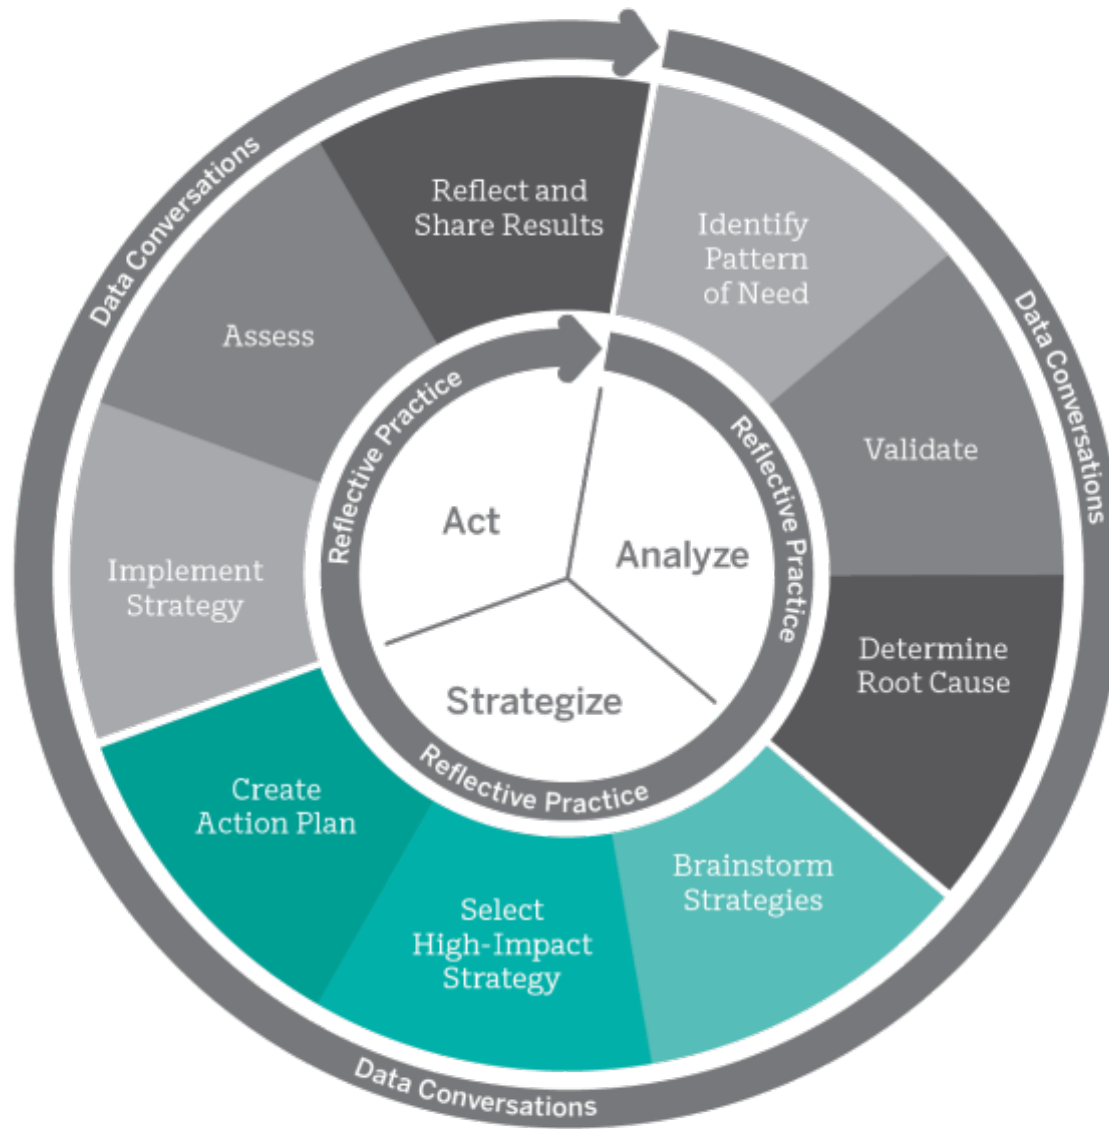 Data Conversations
Reflect and
Share Results
Identify
Pattern
of Need
Data Conversations
Assess
Validate
Implement
Strategy
Determine
Root Cause
Create
Action Plan
Select
High-Impact
Strategy
Brainstorm
Strategies
Data Conversations
Reflective Practice
Reflective Practice
Reflective Practice
Act
Analyze
Strategize